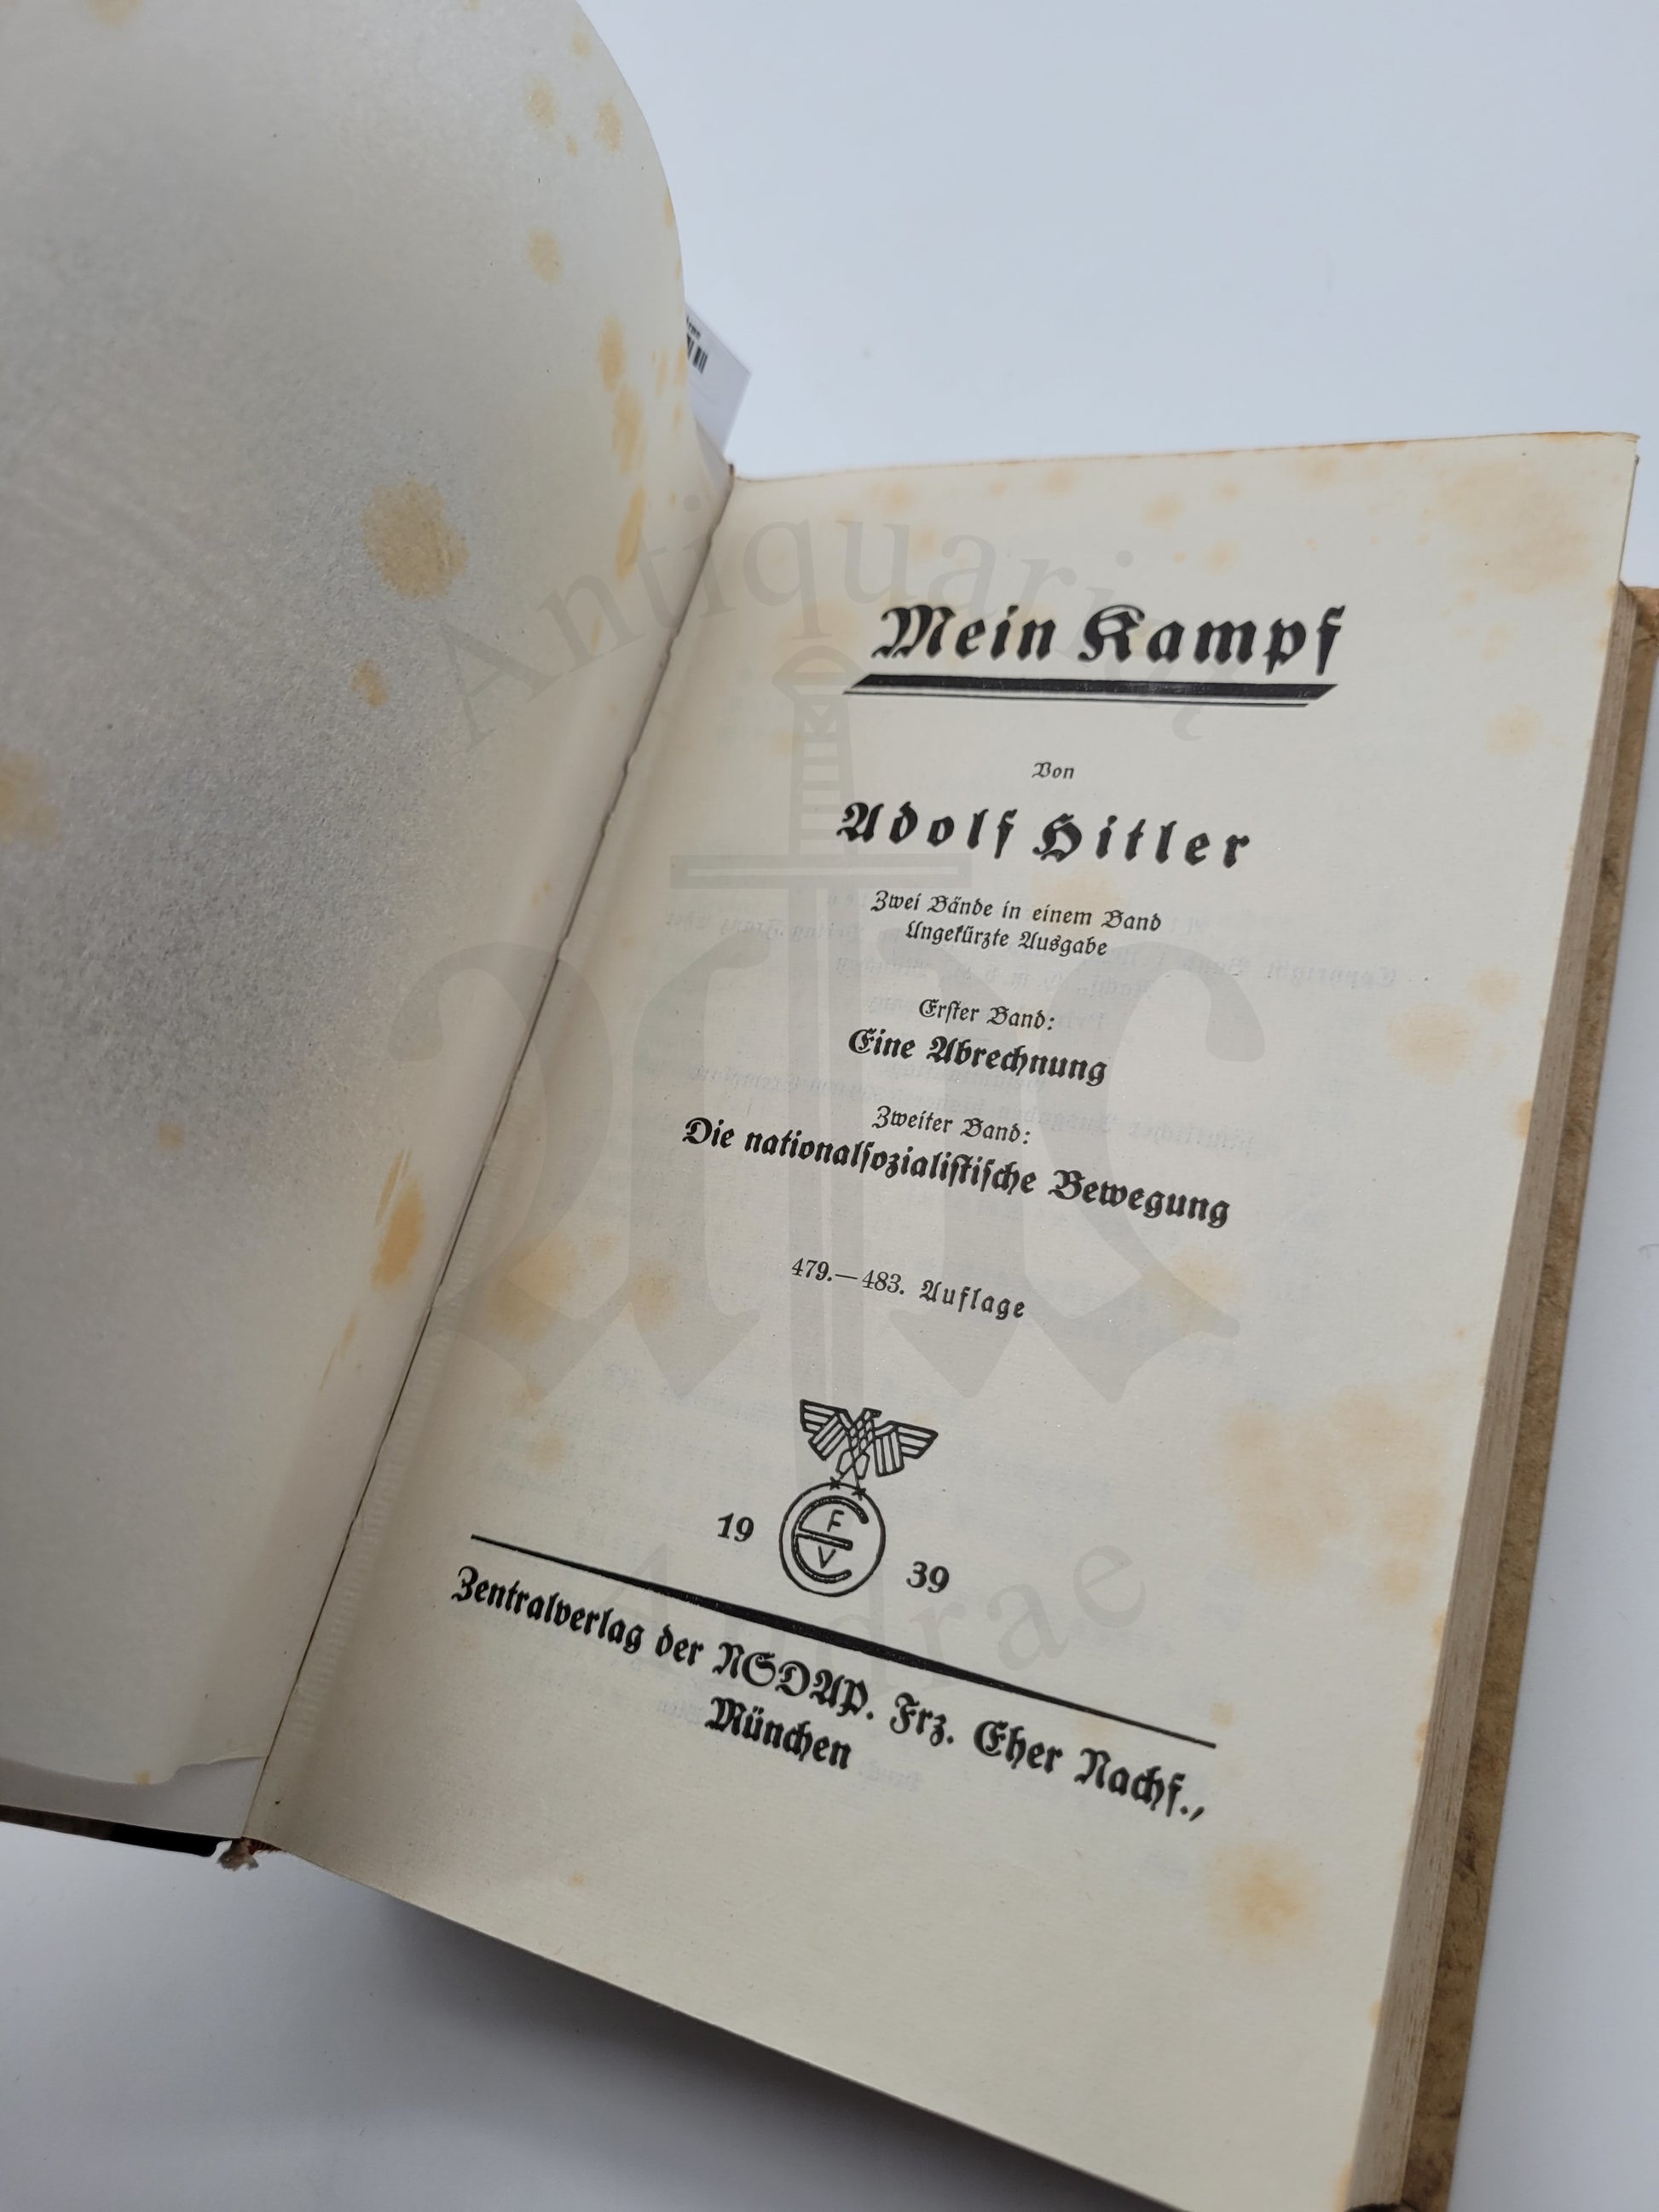 Mein Kampf
Von
Adolf Hitler
Zwei Bände in einem Band
Ungekürzte Ausgabe
Erster Band:
Eine Abrechnung
Zweiter Band:
Die nationalsozialistische Bewegung
479.—483. Auflage
F
V
19 39
Zentralverlag der NSDAP. Frz. Eher Nachf.,
München